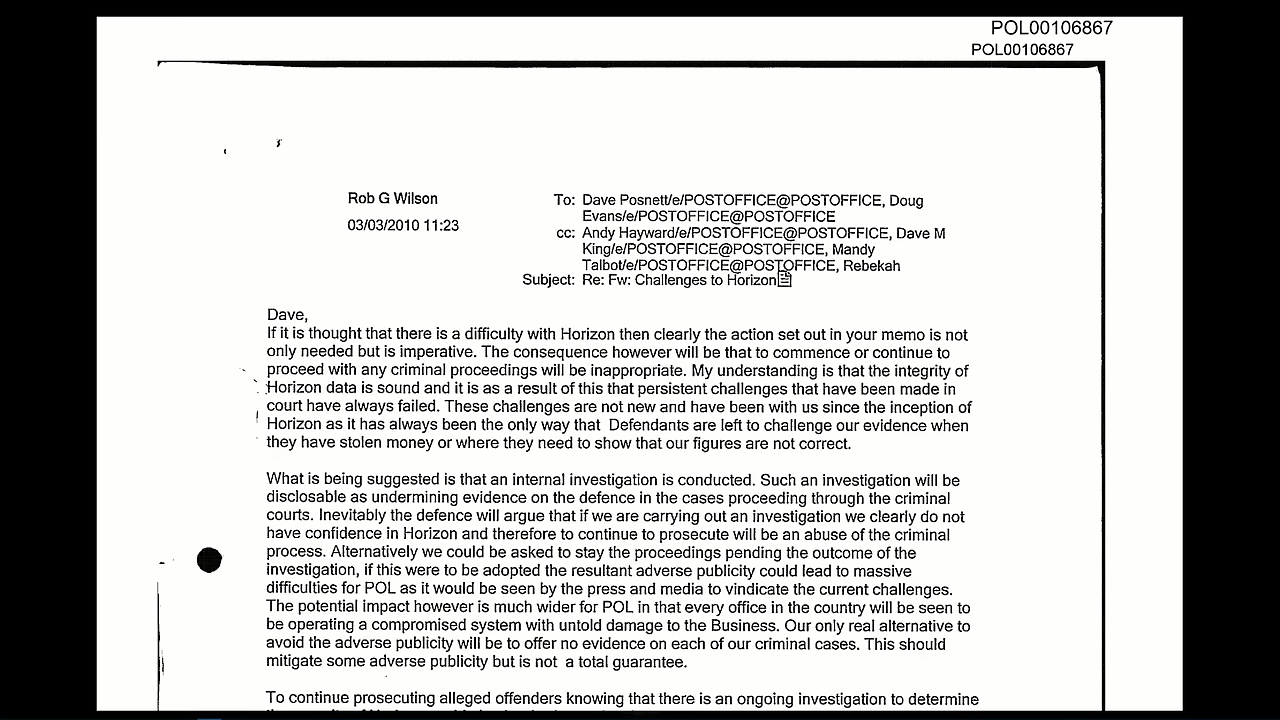 POL00106867
POL00106867
Rob G Wilson
03/03/2010 11:23
To: Dave Posnett/e/POSTOFFICE@POSTOFFICE, Doug
Evans/e/POSTOFFICE@POSTOFFICE
cc: Andy Hayward/e/POSTOFFICE@POSTOFFICE, Dave M
King/e/POSTOFFICE@POSTOFFICE, Mandy
Talbot/e/POSTOFFICE@POSTOFFICE, Rebekah
Subject: Re: Fw: Challenges to Horizon
Dave,
If it is thought that there is a difficulty with Horizon then clearly the action set out in your memo is not
only needed but is imperative. The consequence however will be that to commence or continue to
proceed with any criminal proceedings will be inappropriate. My understanding is that the integrity of
Horizon data is sound and it is as a result of this that persistent challenges that have been made in
court have always failed. These challenges are not new and have been with us since the inception of
Horizon as it has always been the only way that Defendants are left to challenge our evidence when
they have stolen money or where they need to show that our figures are not correct.
What is being suggested is that an internal investigation is conducted. Such an investigation will be
disclosable as undermining evidence on the defence in the cases proceeding through the criminal
courts. Inevitably the defence will argue that if we are carrying out an investigation we clearly do not
have confidence in Horizon and therefore to continue to prosecute will be an abuse of the criminal
process. Alternatively we could be asked to stay the proceedings pending the outcome of the
investigation, if this were to be adopted the resultant adverse publicity could lead to massive
difficulties for POL as it would be seen by the press and media to vindicate the current challenges.
The potential impact however is much wider for POL in that every office in the country will be seen to
be operating a compromised system with untold damage to the Business. Our only real alternative to
avoid the adverse publicity will be to offer no evidence on each of our criminal cases. This should
mitigate some adverse publicity but is not a total guarantee.
To continue prosecuting alleged offenders knowing that there is an ongoing investigation to determine